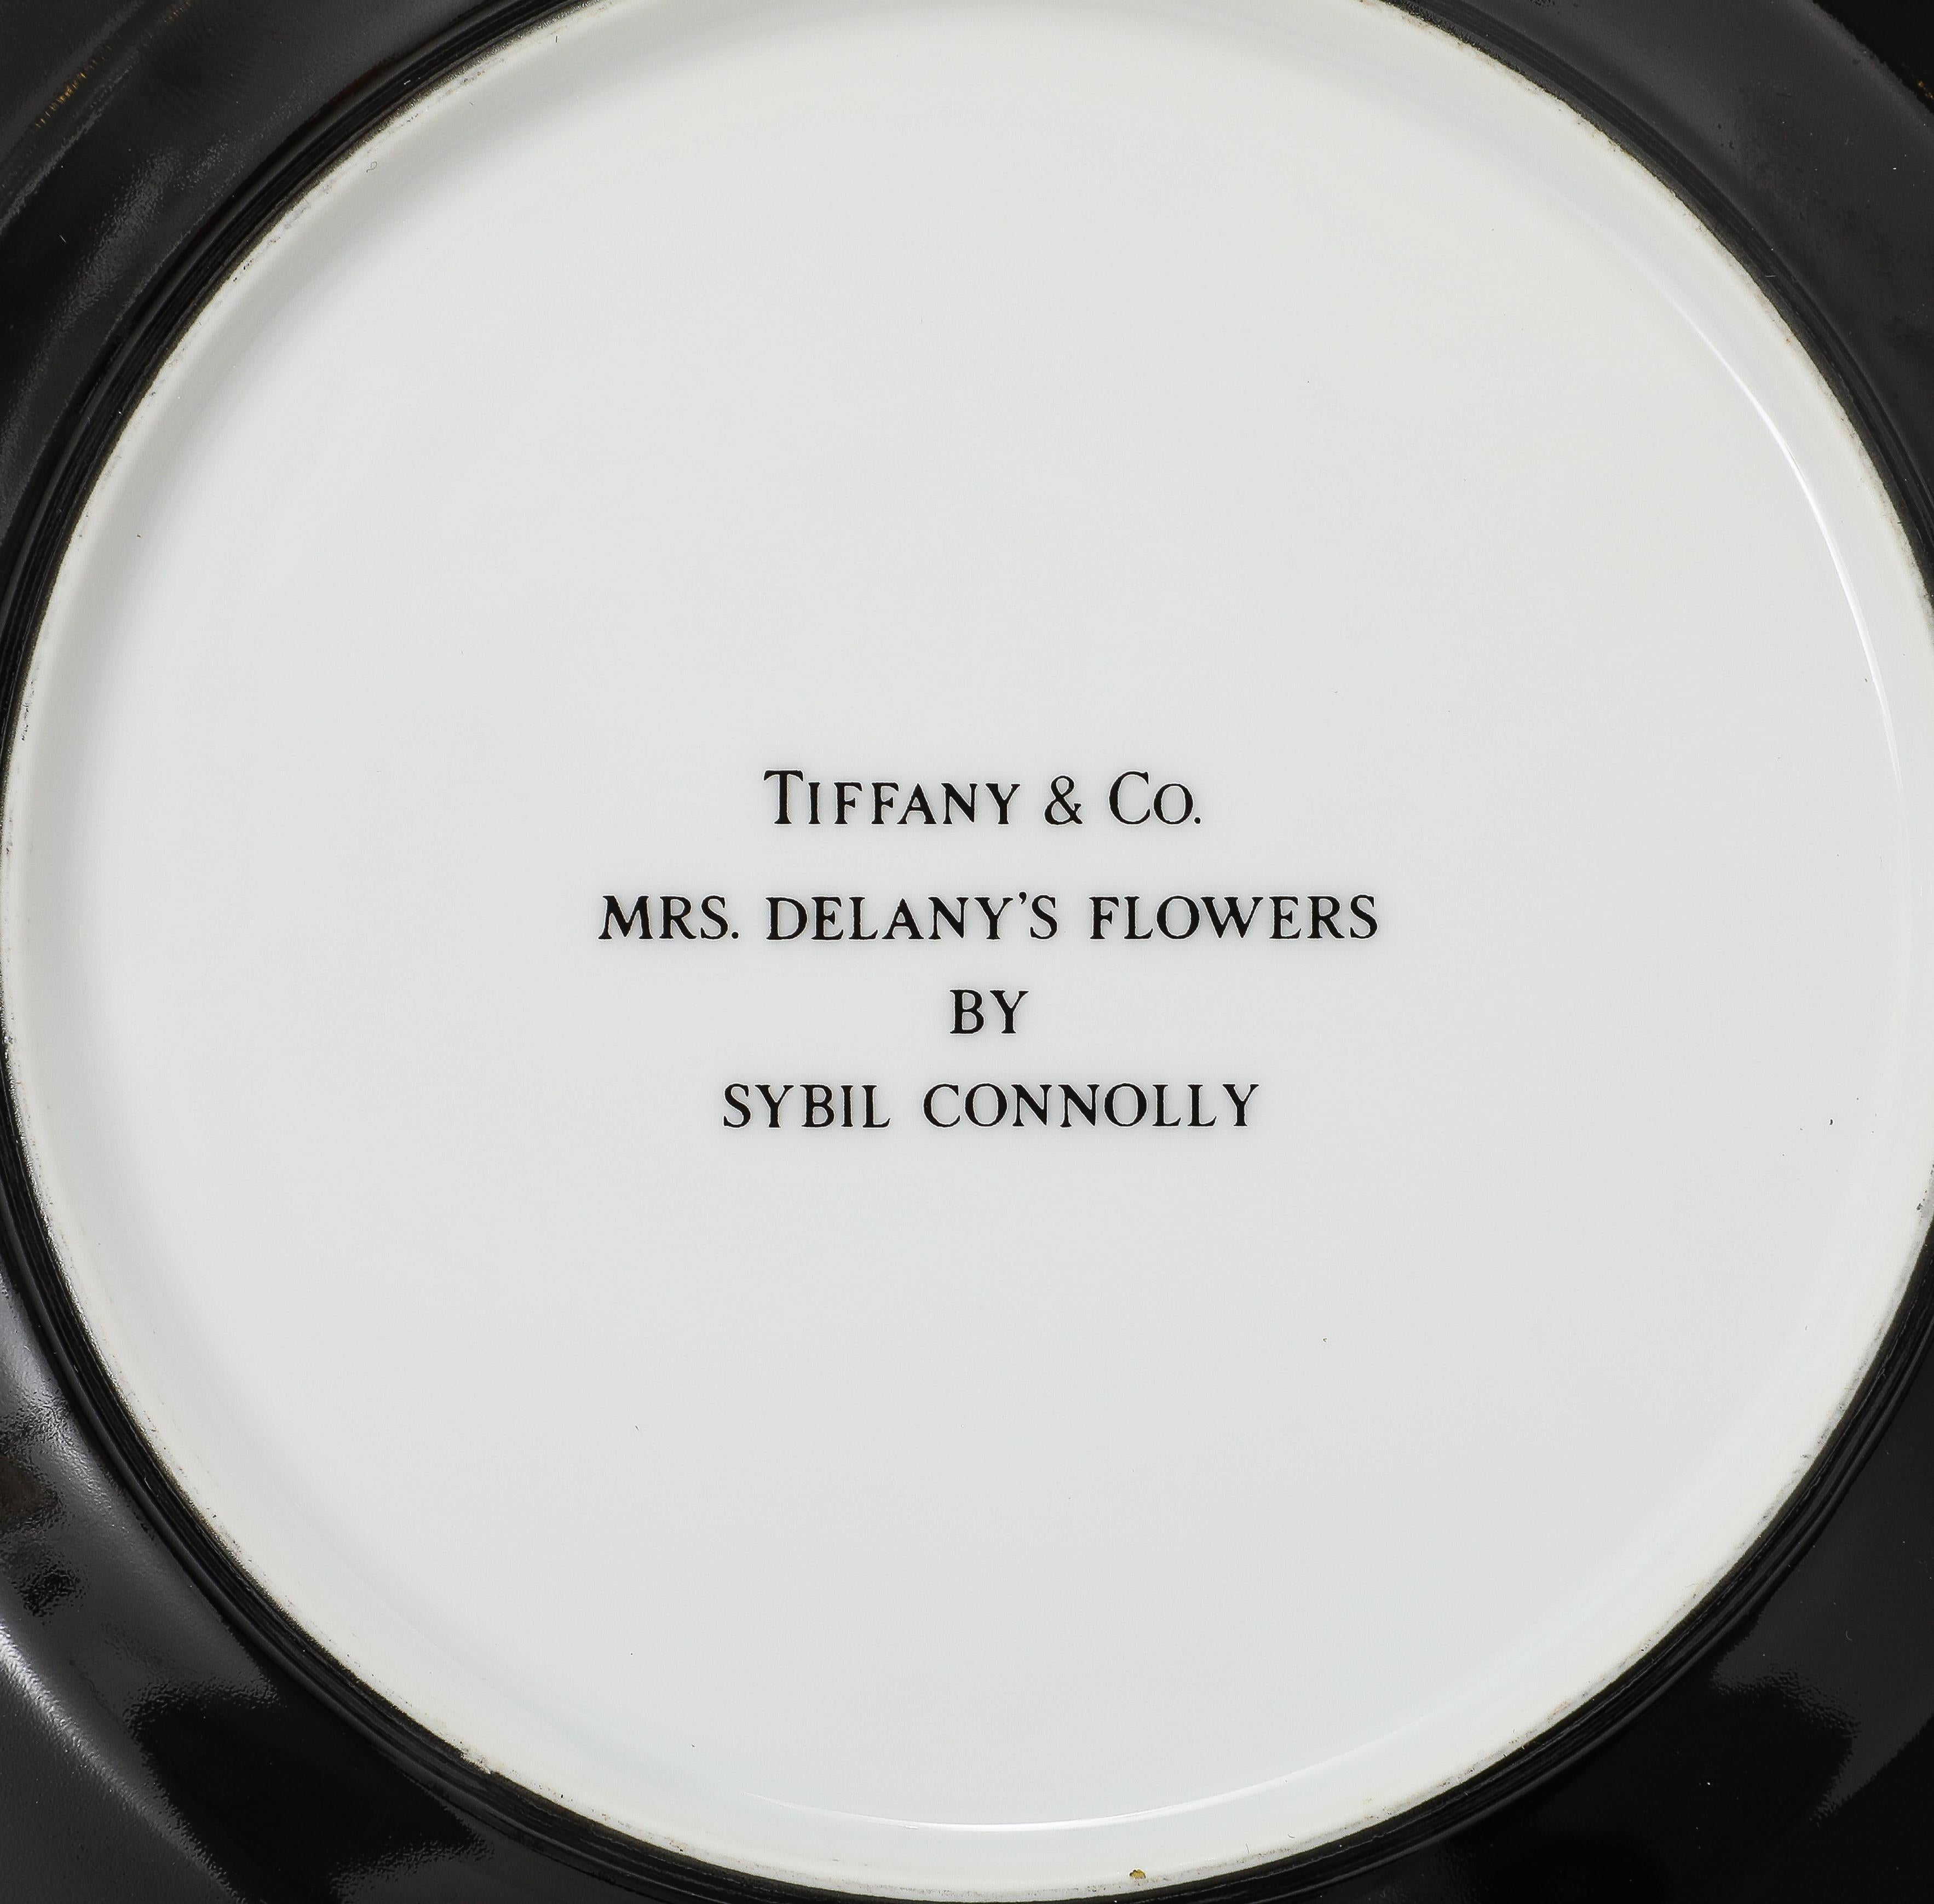 TIFFANY & CO.
MRS. DELANY'S FLOWERS
BY
SYBIL CONNOLLY